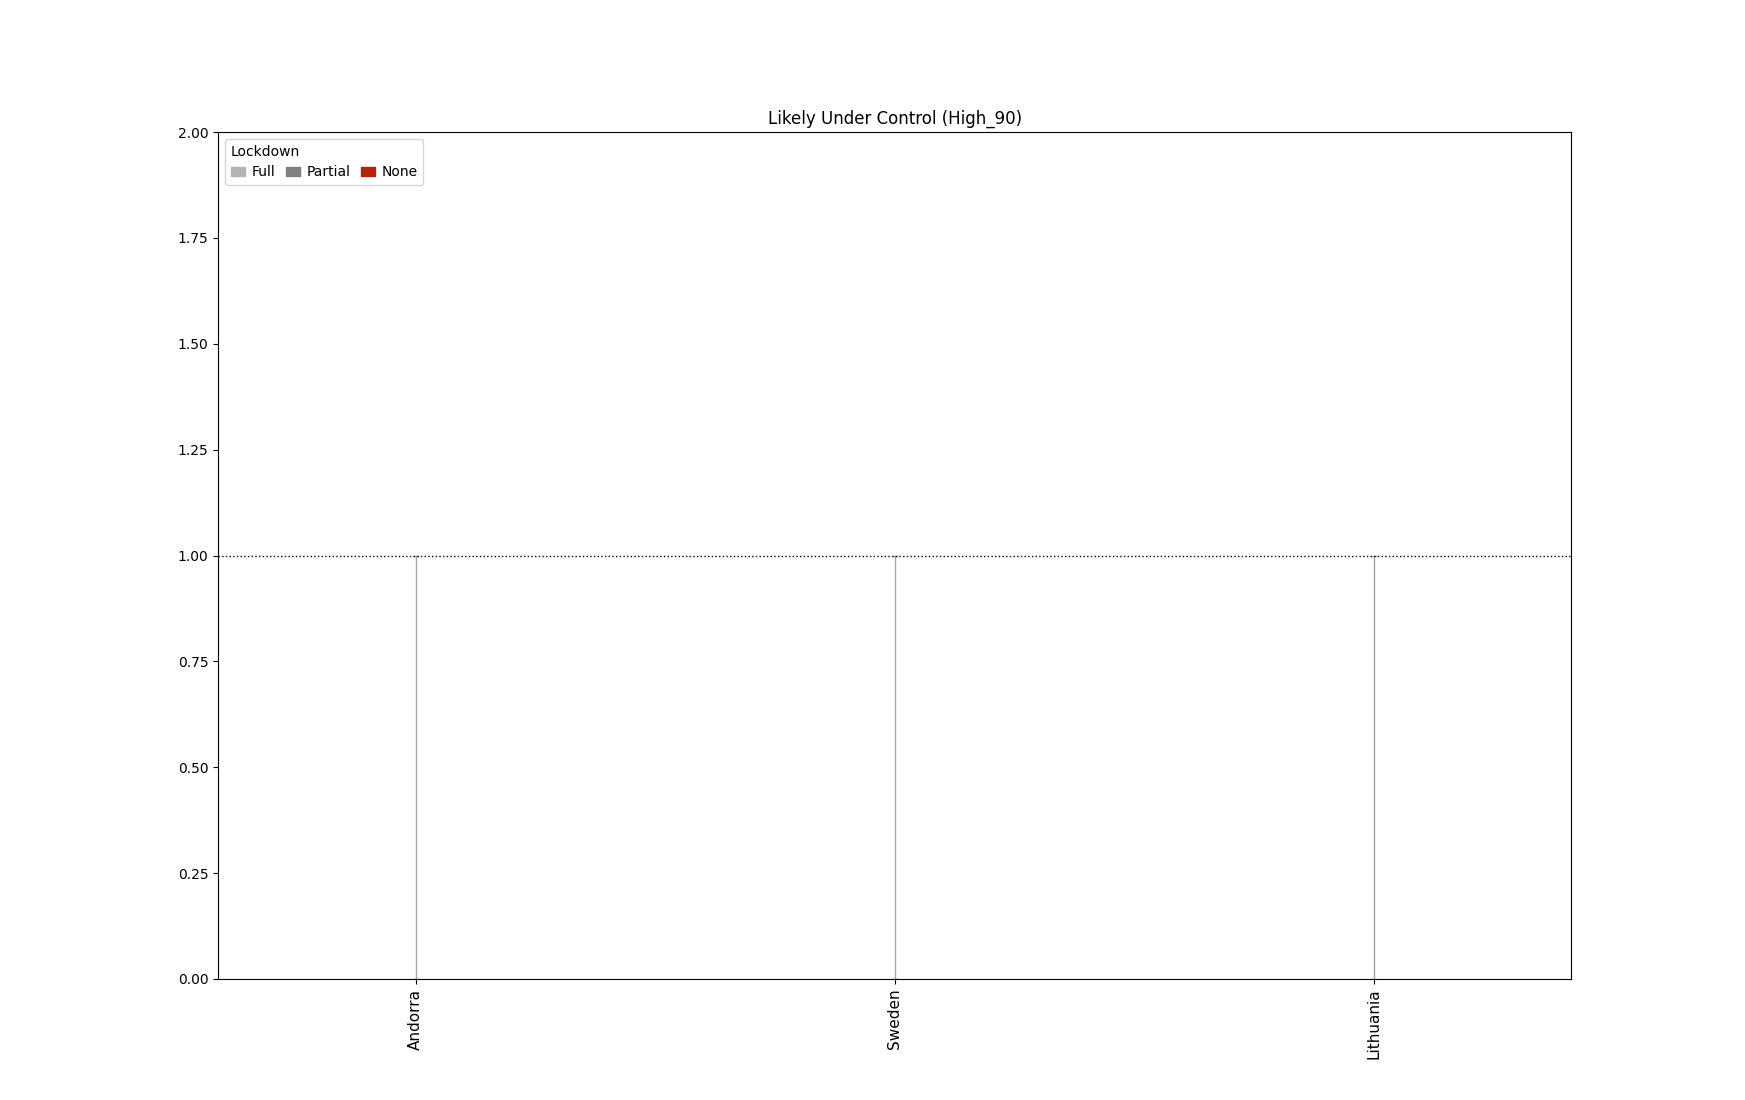 Likely Under Control (High_90)
2.00
Lockdown
Full Partial None
1.75
1.50
1.25
1.00
0.75
0.50
0.25
0.00
Andorra
Sweden
Lithuania